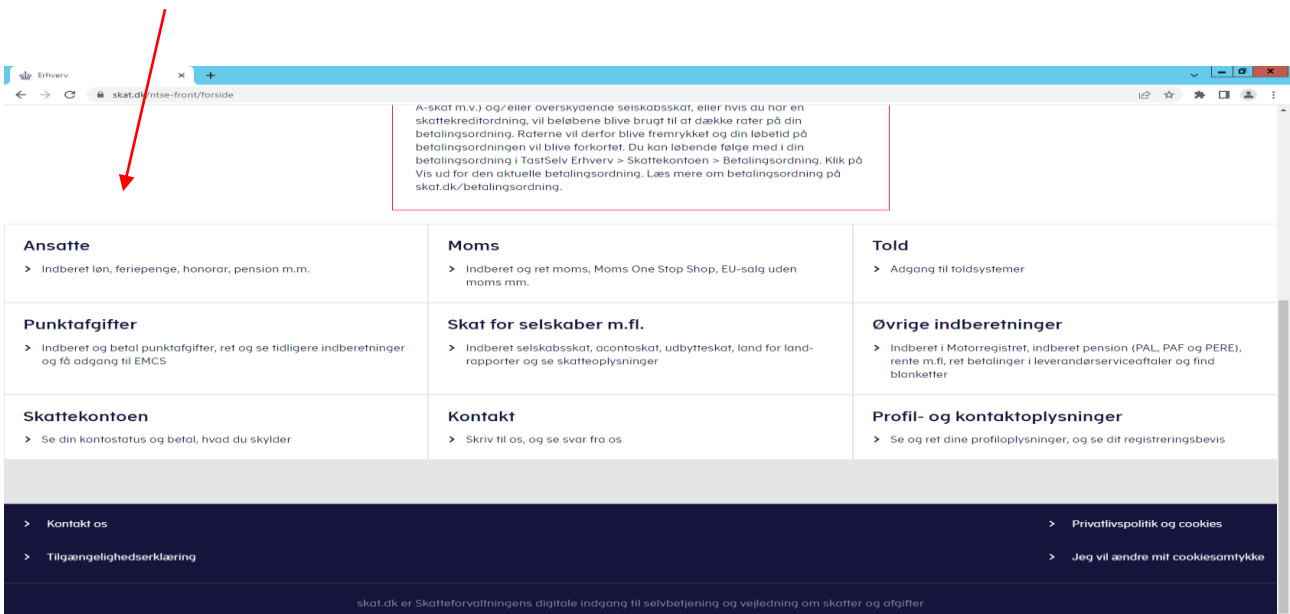 Erhverv
skat.dk/ntse-front/forside
A-skat m.v.) og/eller overskydende selskabsskat, eller hvis du har en
skattekreditordning, vil beløbene blive brugt til at dække rater på din
betalingsordning. Raterne vil derfor blive fremrykket og din løbetid på
betalingsordningen vil blive forkortet. Du kan løbende følge med i din
betalingsordning i TastSelv Erhverv > Skattekontoen > Betalingsordning. Klik på
Vis ud for den aktuelle betalingsordning. Læs mere om betalingsordning på
skat.dk/betalingsordning.
Ansatte
> Indberet løn, feriepenge, honorar, pension m.m.
Moms
> Indberet og ret moms, Moms One Stop Shop, EU-salg uden
moms mm.
Told
> Adgang til toldsystemer
Punktafgifter
> Indberet og betal punktafgifter, ret og se tidligere indberetninger
og få adgang til EMCS
Skat for selskaber m.fl.
> Indberet selskabsskat, acontoskat, udbytteskat, land for land-
rapporter og se skatteoplysninger
Øvrige indberetninger
> Indberet i Motorregistret, indberet pension (PAL, PAF og PERE),
rente m.fl, ret betalinger i leverandørserviceaftaler og find
blanketter
Skattekontoen
> Se din kontostatus og betal, hvad du skylder
Kontakt
> Skriv til os, og se svar fra os
Profil- og kontaktoplysninger
> Se og ret dine profiloplysninger, og se dit registreringsbevis
> Kontakt os
> Tilgængelighedserklæring
> Privatlivspolitik og cookies
> Jeg vil ændre mit cookiesamtykke
skat.dk er Skatteforvaltningens digitale indgang til selvbetjening og vejledning om skatter og afgifter